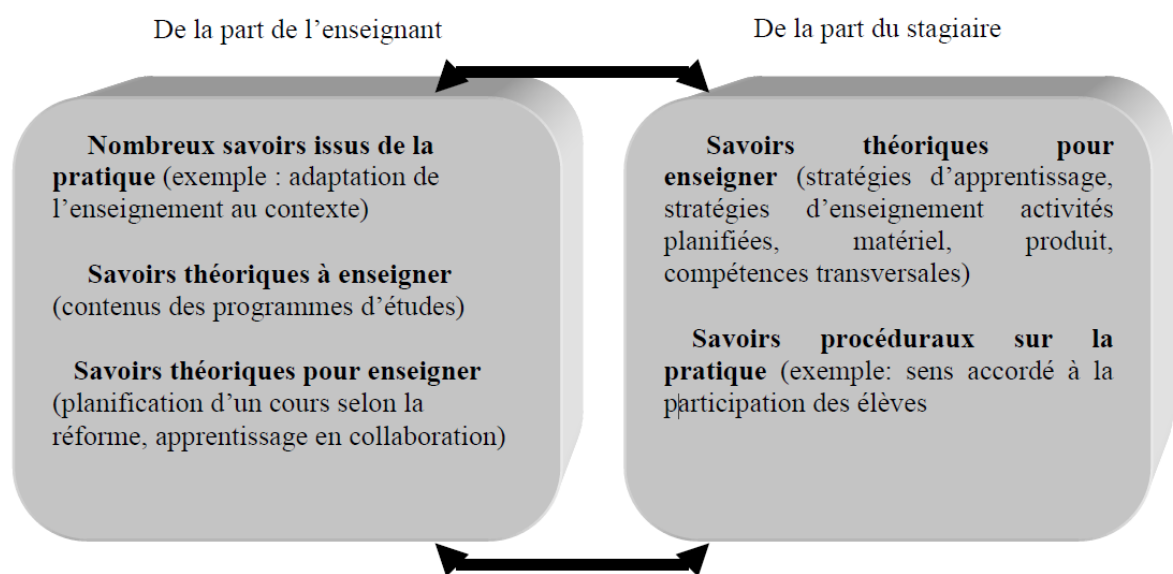 De la part de l'enseignant
Nombreux savoirs issus de la
pratique (exemple : adaptation de
l'enseignement au contexte)
Savoirs théoriques à enseigner
(contenus des programmes d'études)
Savoirs théoriques pour enseigner
(planification d'un cours selon la
réforme, apprentissage en collaboration)
De la part du stagiaire
Savoirs théoriques pour
enseigner (stratégies d'apprentissage,
stratégies d'enseignement activités
planifiées, matériel, produit,
compétences transversales)
Savoirs procéduraux sur la
pratique (exemple: sens accordé à la
participation des élèves